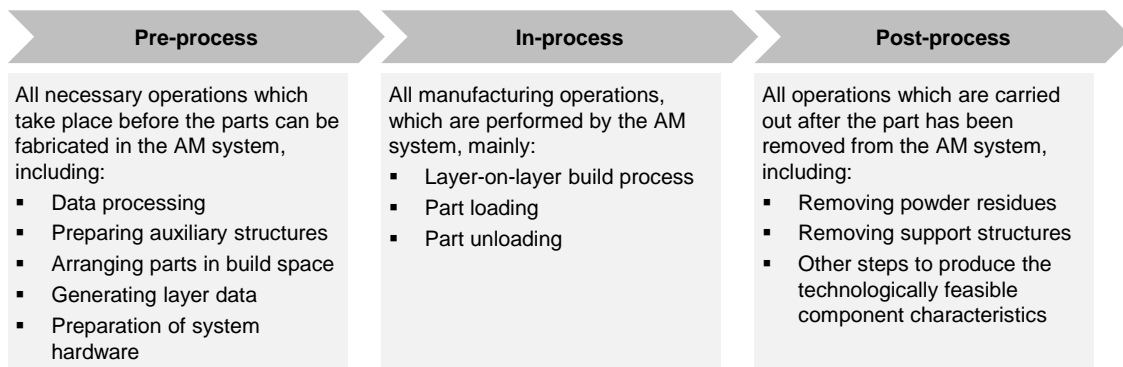 Pre-process
In-process
Post-process
All necessary operations which
take place before the parts can be
fabricated in the AM system,
including:
▪ Data processing
▪ Preparing auxiliary structures
▪ Arranging parts in build space
▪ Generating layer data
▪ Preparation of system
hardware
All manufacturing operations,
which are performed by the AM
system, mainly:
▪ Layer-on-layer build process
▪ Part loading
▪ Part unloading
All operations which are carried
out after the part has been
removed from the AM system,
including:
▪ Removing powder residues
▪ Removing support structures
▪ Other steps to produce the
technologically feasible
component characteristics